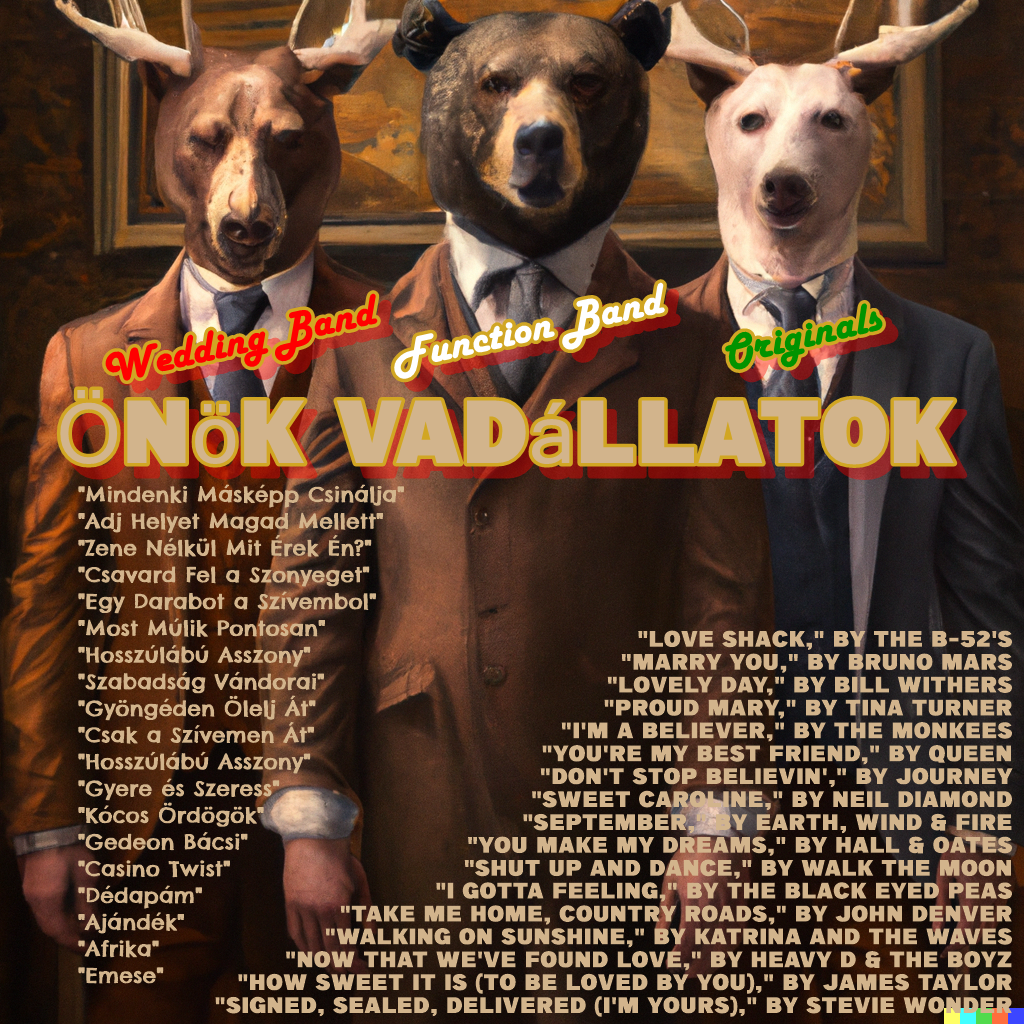 Wedding Band
Function Band
Originals
ÖNöK VADáLLATOK
"Mindenki Másképp Csinálja"
"Adj Helyet Magad Mellett"
"Zene Nélkül Mit Érek Én?"
"Csavard Fel a Szonyeget"
"Egy Darabot a Szívembol"
"Most Múlik Pontosan"
"Hosszúlábú Asszony"
"Szabadság Vándorai"
"Gyöngéden Ölelj Át"
"Csak a Szívemen Át"
"Hosszúlábú Asszony"
"Gyere és Szeress"
"Kócos Ördögök"
"Gedeon Bácsi"
"Casino Twist"
"Dédapám"
"Ajándék"
"Afrika"
"Emese"
"LOVE SHACK," BY THE B-52'S
"MARRY YOU," BY BRUNO MARS
"LOVELY DAY," BY BILL WITHERS
"PROUD MARY," BY TINA TURNER
"I'M A BELIEVER," BY THE MONKEES
"YOU'RE MY BEST FRIEND," BY QUEEN
"DON'T STOP BELIEVIN'," BY JOURNEY
"SWEET CAROLINE," BY NEIL DIAMOND
"SEPTEMBER," BY EARTH, WIND & FIRE
"YOU MAKE MY DREAMS," BY HALL & OATES
"SHUT UP AND DANCE," BY WALK THE MOON
"I GOTTA FEELING," BY THE BLACK EYED PEAS
"TAKE ME HOME, COUNTRY ROADS," BY JOHN DENVER
"WALKING ON SUNSHINE," BY KATRINA AND THE WAVES
"NOW THAT WE'VE FOUND LOVE," BY HEAVY D & THE BOYZ
"HOW SWEET IT IS (TO BE LOVED BY YOU)," BY JAMES TAYLOR
"SIGNED, SEALED, DELIVERED (I'M YOURS)," BY STEVIE WONDER